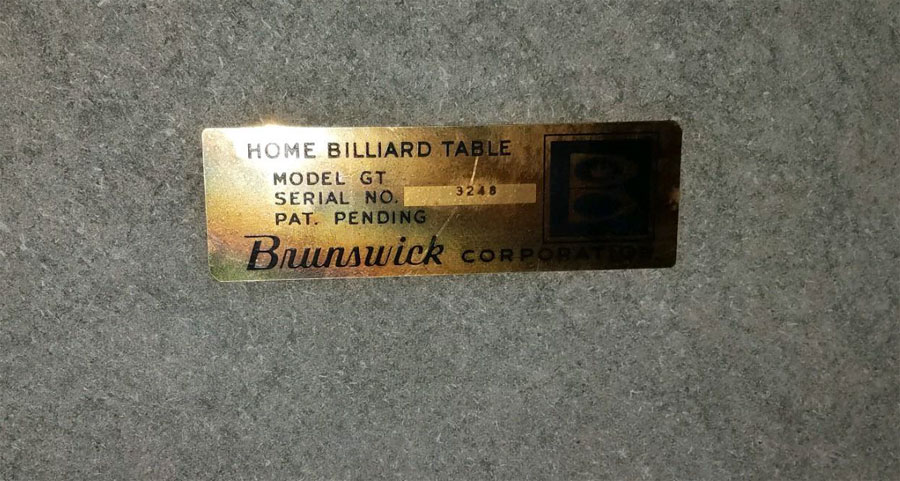 HOME BILLIARD TABLE
MODEL GT
SERIAL NO. 3248
PAT. PENDING
Brunswick CORPORATION
B